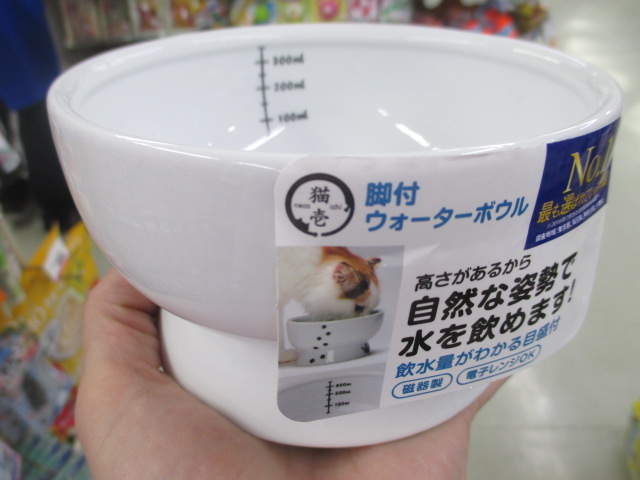 300ml
200ml
100ml
猫壱
neco ichi
脚付
ウォーターボウル
No.1
最も選ばれている
高さがあるから
自然な姿勢で
水を飲めます!
飲水量がわかる目盛付
磁器製
電子レンジOK
300ml
200ml
100ml